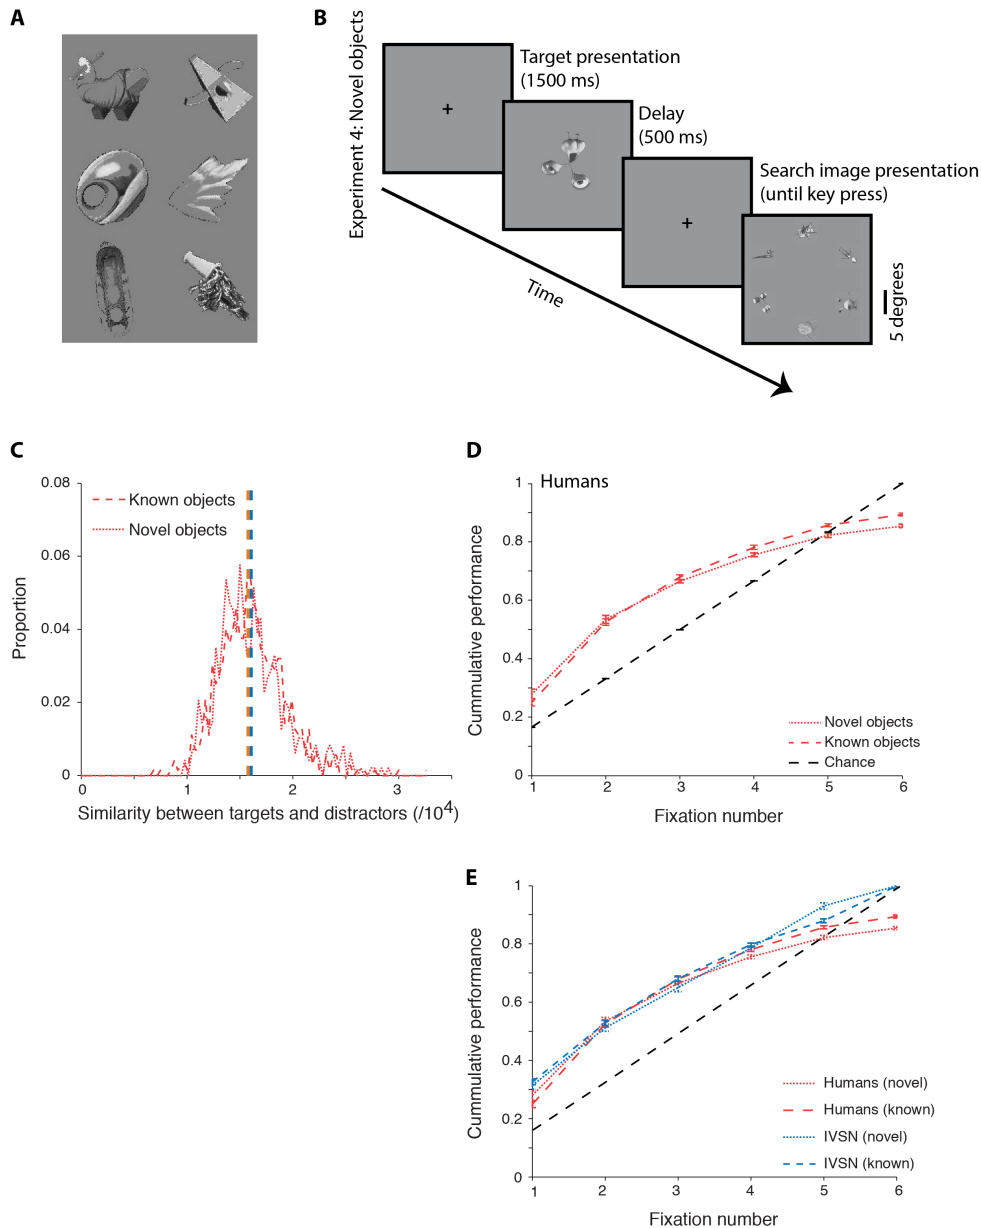 A
B
Experiment 4: Novel objects
Target presentation
(1500 ms)
Delay
(500 ms)
Search image presentation
(until key press)
Time
5 degrees
C
0.08
0.06
0.04
0.02
0
Proportion
Known objects
Novel objects
0
1
2
3
Similarity between targets and distractors (/10^4)
D
Humans
1
0.8
0.6
0.4
0.2
0
Cummulative performance
Novel objects
Known objects
Chance
1
2
3
4
5
6
Fixation number
E
1
0.8
0.6
0.4
0.2
0
Cummulative performance
Humans (novel)
Humans (known)
IVSN (novel)
IVSN (known)
1
2
3
4
5
6
Fixation number